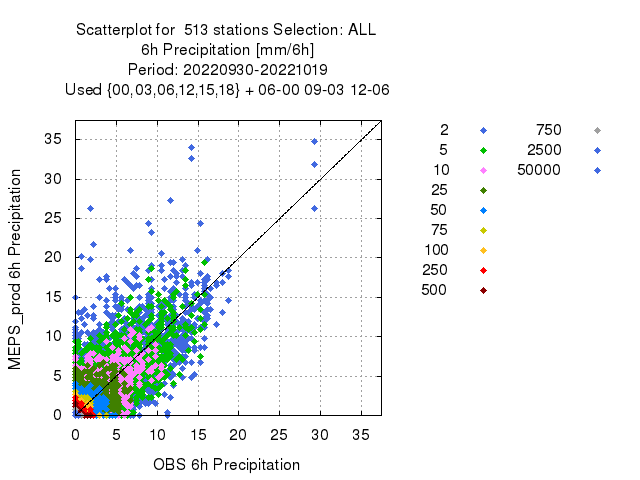 Scatterplot for 513 stations Selection: ALL
6h Precipitation [mm/6h]
Period: 20220930-20221019
Used {00,03,06,12,15,18} + 06-00 09-03 12-06
MEPS_prod 6h Precipitation
35
30
25
20
15
10
5
0
0 5 10 15 20 25 30 35
OBS 6h Precipitation
2 750
5 2500
10 50000
25
50
75
100
250
500